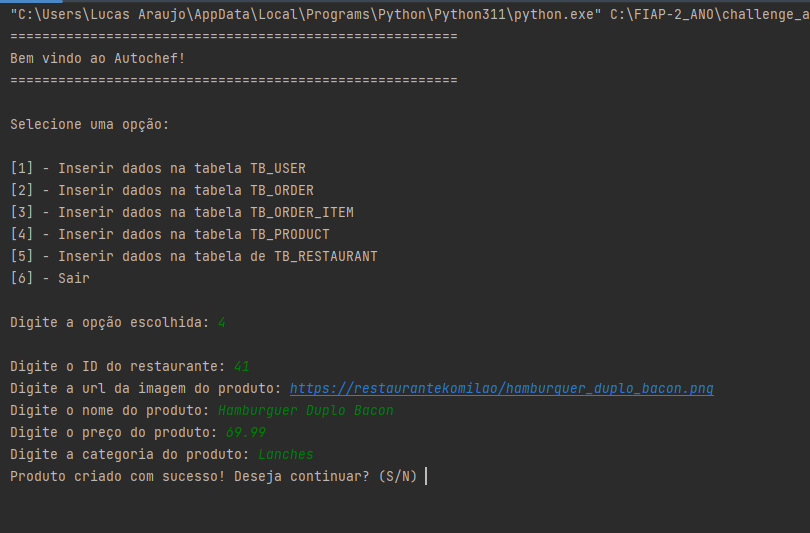 "C:\Users\Lucas Araujo\AppData\Local\Programs\Python\Python311\python.exe" C:\FIAP-2_ANO\challenge_a
========================================================
Bem vindo ao Autochef!
========================================================
Selecione uma opção:
[1] - Inserir dados na tabela TB_USER
[2] - Inserir dados na tabela TB_ORDER
[3] - Inserir dados na tabela TB_ORDER_ITEM
[4] - Inserir dados na tabela TB_PRODUCT
[5] - Inserir dados na tabela de TB_RESTAURANT
[6] - Sair
Digite a opção escolhida: 4
Digite o ID do restaurante: 41
Digite a url da imagem do produto: https://restaurantekomilao/hamburguer_duplo_bacon.png
Digite o nome do produto: Hamburguer Duplo Bacon
Digite o preço do produto: 69.99
Digite a categoria do produto: Lanches
Produto criado com sucesso! Deseja continuar? (S/N)